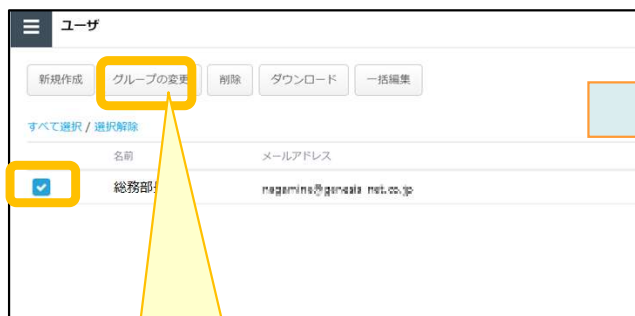 ユーザ
新規作成 グループの変更 削除 ダウンロード 一括編集
すべて選択 / 選択解除
名前 メールアドレス
総務部